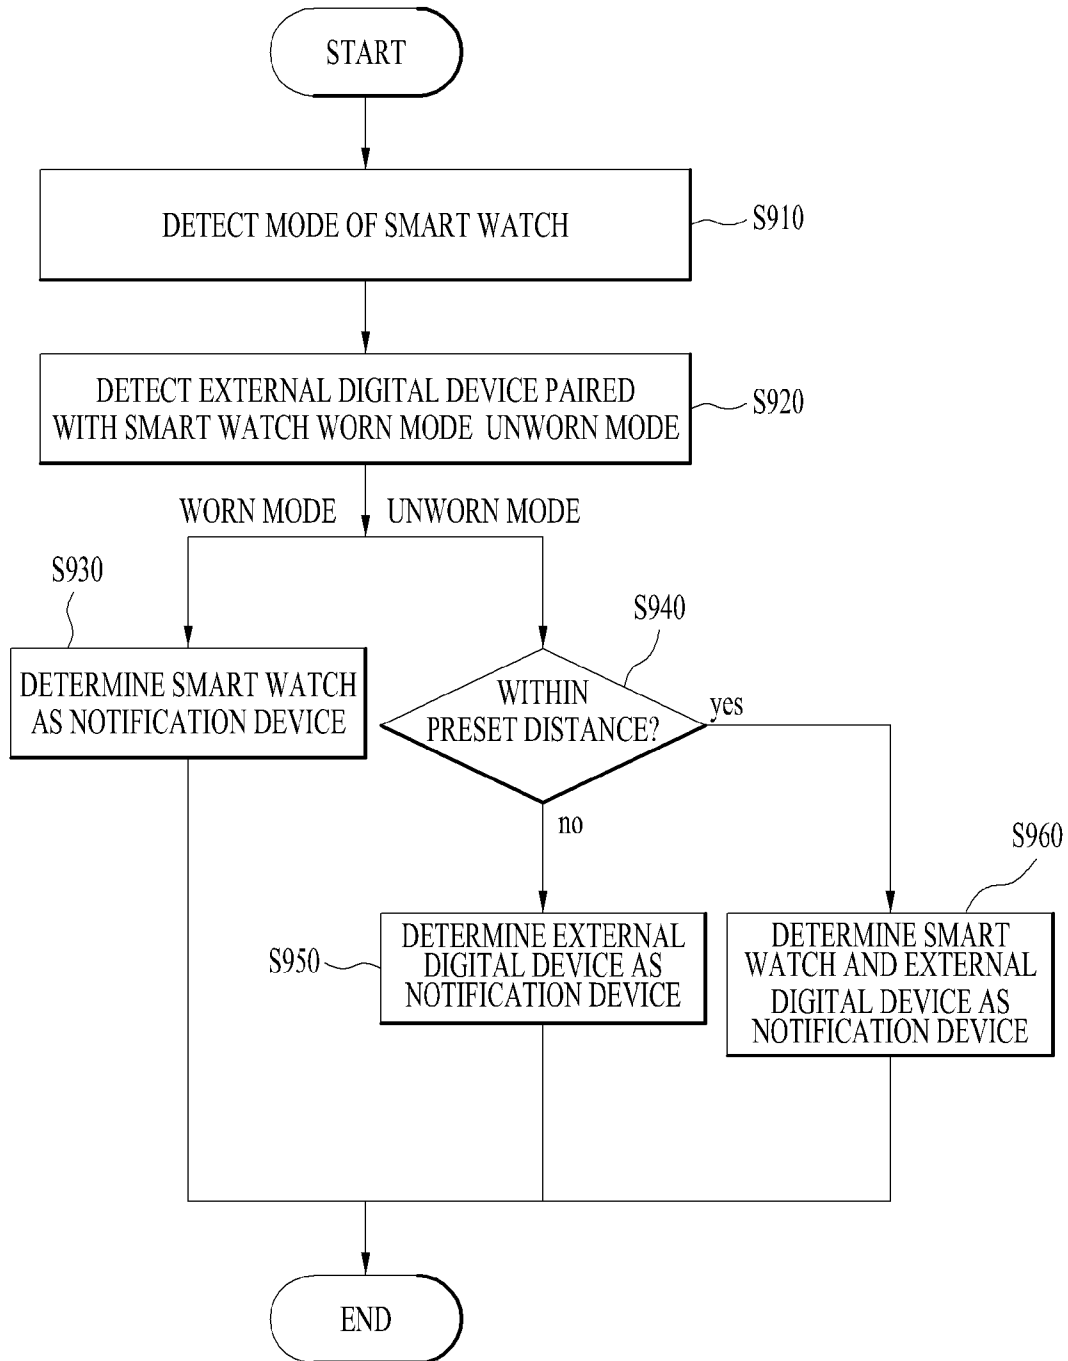 START
DETECT MODE OF SMART WATCH
S910
DETECT EXTERNAL DIGITAL DEVICE PAIRED
WITH SMART WATCH WORN MODE UNWORN MODE
S920
WORN MODE
UNWORN MODE
S930
DETERMINE SMART WATCH
AS NOTIFICATION DEVICE
S940
WITHIN
PRESET DISTANCE?
yes
no
S950
DETERMINE EXTERNAL
DIGITAL DEVICE AS
NOTIFICATION DEVICE
S960
DETERMINE SMART
WATCH AND EXTERNAL
DIGITAL DEVICE AS
NOTIFICATION DEVICE
END